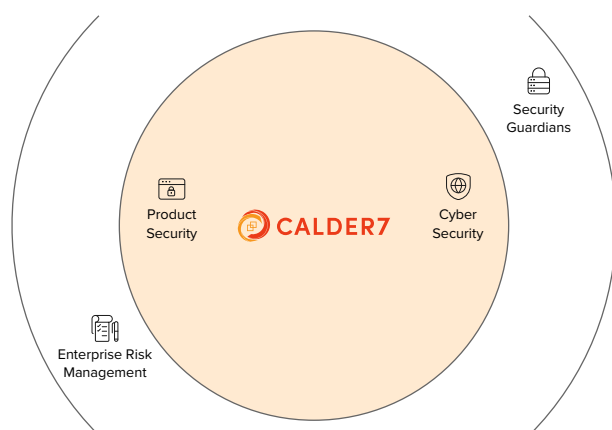 Security
Guardians
Product
Security
CALDER7
Cyber
Security
Enterprise Risk
Management